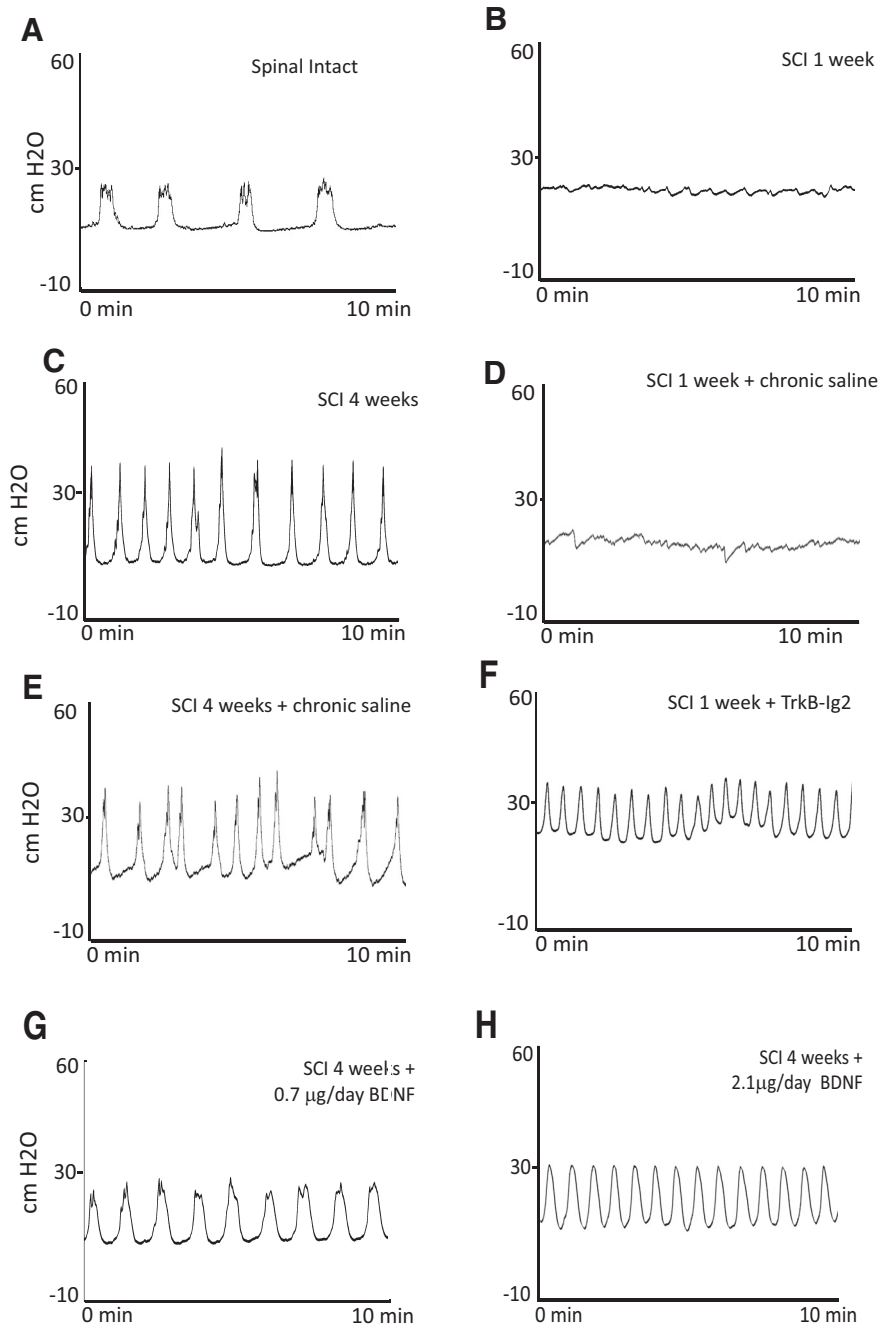 A
60
Spinal Intact
30
cm H2O
-10
0 min
10 min
B
60
SCI 1 week
30
-10
0 min
10 min
C
60
SCI 4 weeks
30
cm H2O
-10
0 min
10 min
D
60
SCI 1 week + chronic saline
30
-10
0 min
10 min
E
60
SCI 4 weeks + chronic saline
30
cm H2O
-10
0 min
10 min
F
60
SCI 1 week + TrkB-Ig2
30
-10
0 min
10 min
G
60
SCI 4 weeks +
0.7 μg/day BDNF
30
cm H2O
-10
0 min
10 min
H
60
SCI 4 weeks +
2.1μg/day BDNF
30
-10
0 min
10 min